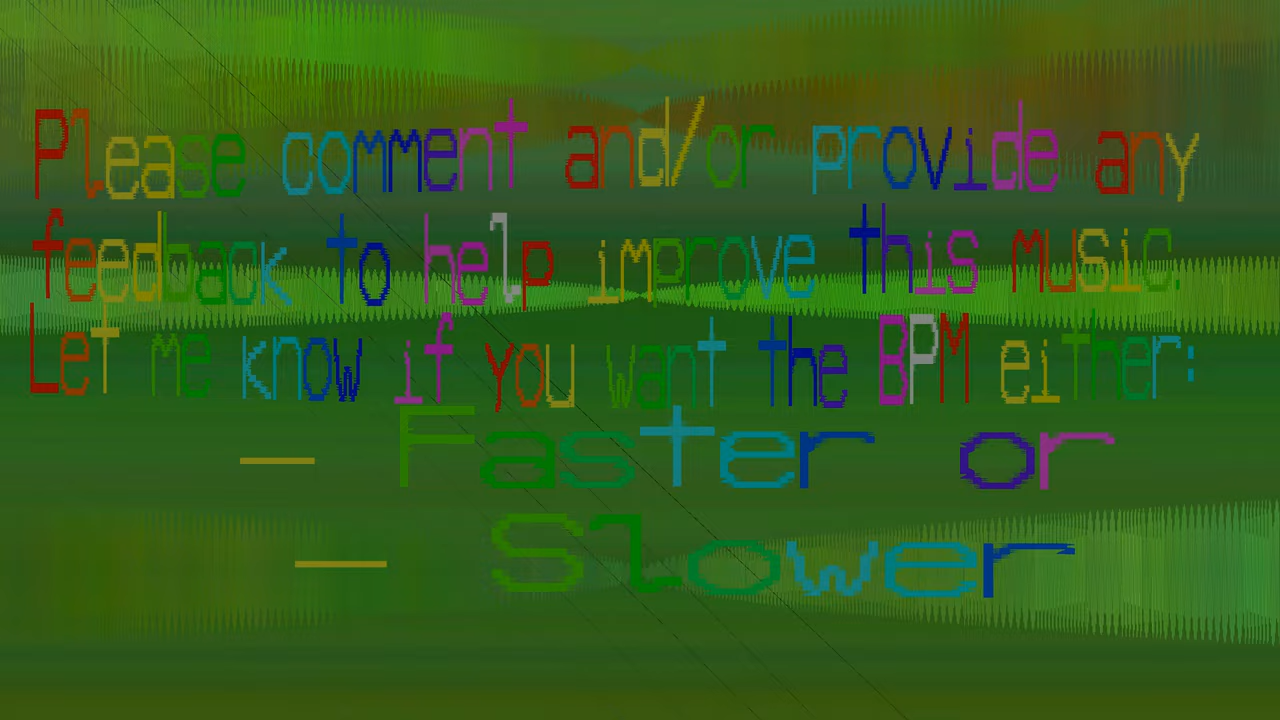 Please comment and/or provide any
feedback to help improve this music.
Let me know if you want the BPM either:
— Faster or
— Slower